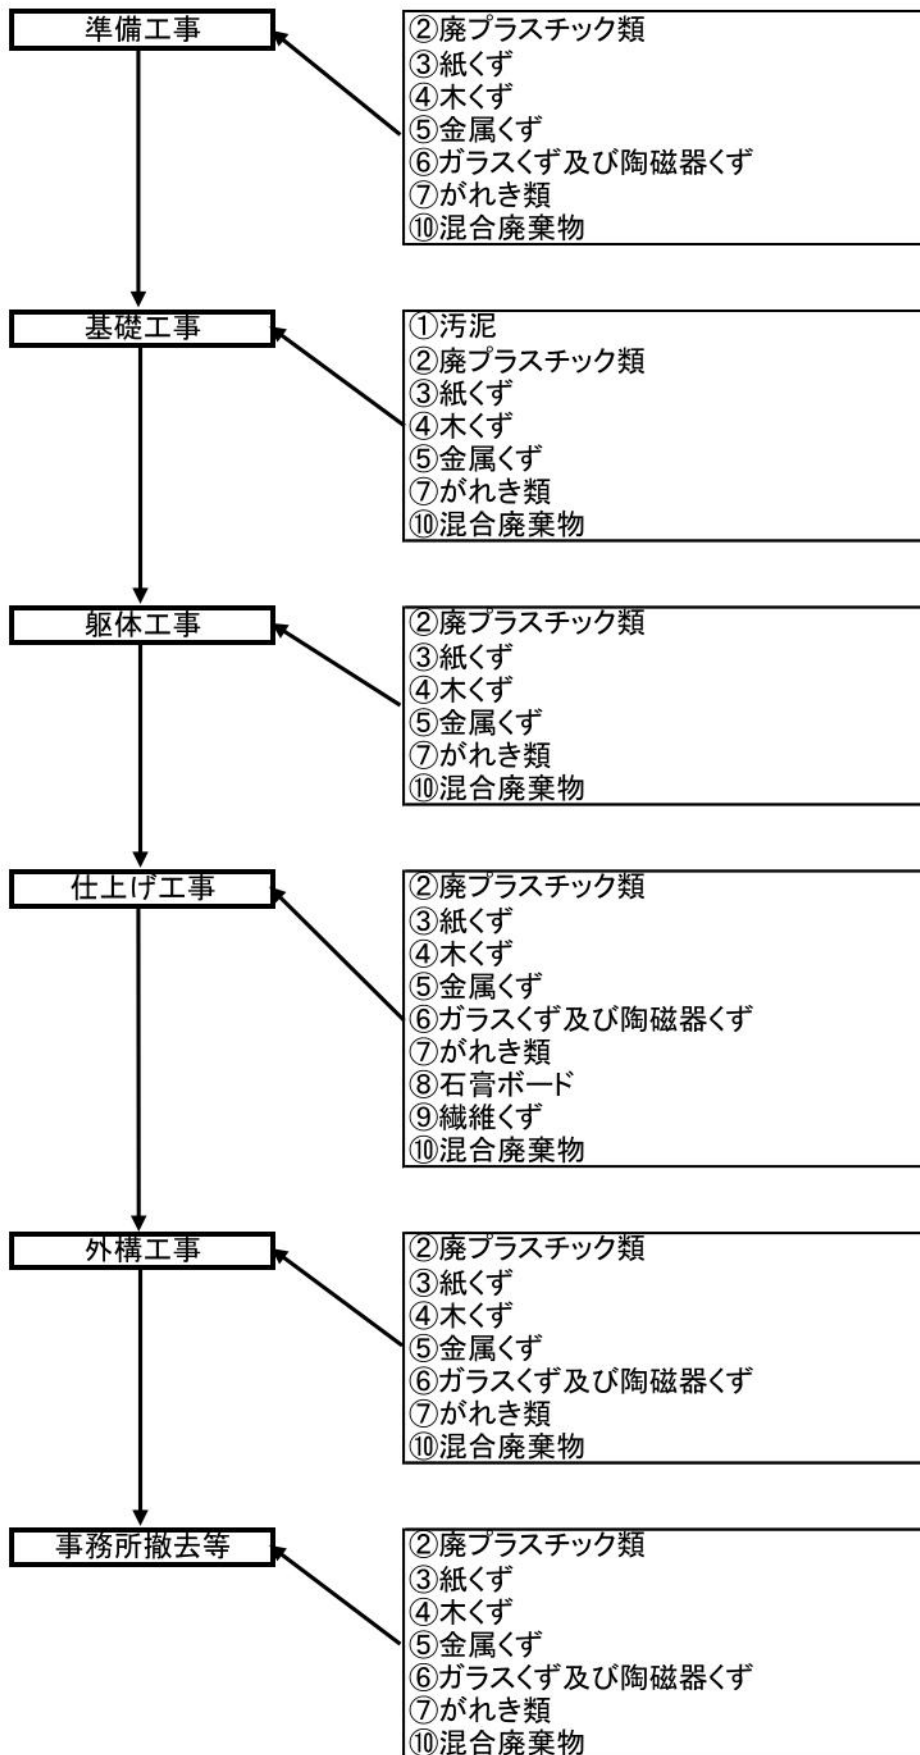 準備工事
②廃プラスチック類
③紙くず
④木くず
⑤金属くず
⑥ガラスくず及び陶磁器くず
⑦がれき類
⑩混合廃棄物
基礎工事
①汚泥
②廃プラスチック類
③紙くず
④木くず
⑤金属くず
⑦がれき類
⑩混合廃棄物
躯体工事
②廃プラスチック類
③紙くず
④木くず
⑤金属くず
⑦がれき類
⑩混合廃棄物
仕上げ工事
②廃プラスチック類
③紙くず
④木くず
⑤金属くず
⑥ガラスくず及び陶磁器くず
⑦がれき類
⑧石膏ボード
⑨繊維くず
⑩混合廃棄物
外構工事
②廃プラスチック類
③紙くず
④木くず
⑤金属くず
⑥ガラスくず及び陶磁器くず
⑦がれき類
⑩混合廃棄物
事務所撤去等
②廃プラスチック類
③紙くず
④木くず
⑤金属くず
⑥ガラスくず及び陶磁器くず
⑦がれき類
⑩混合廃棄物